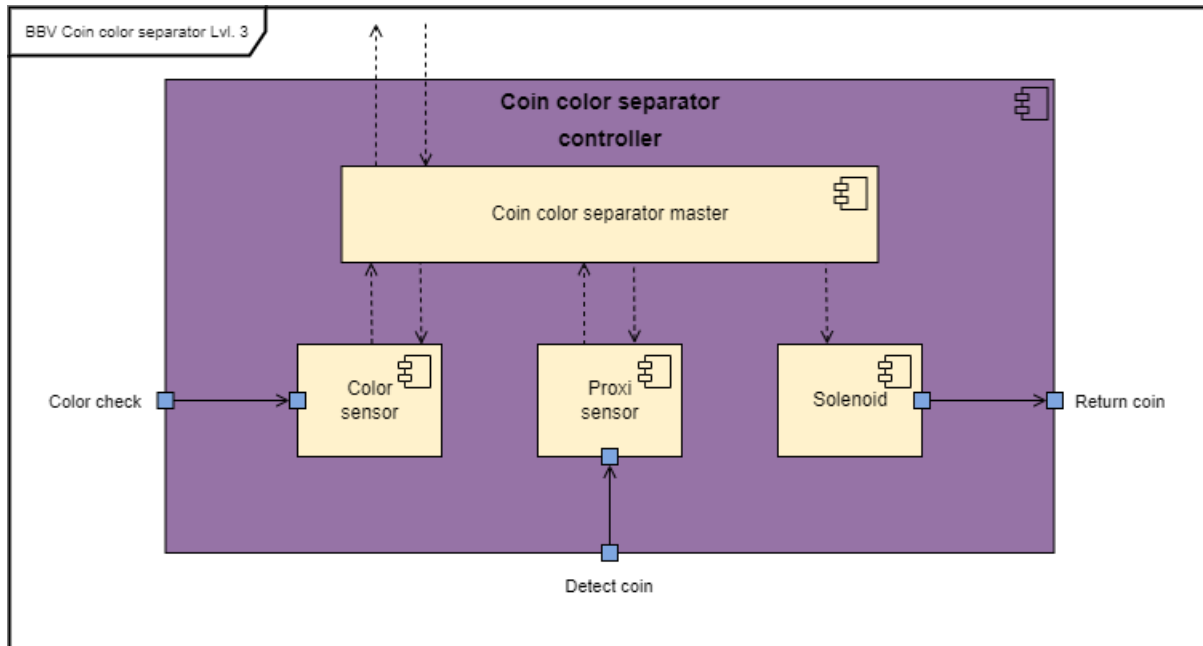 BBV Coin color separator Lvl. 3
Coin color separator
controller
Coin color separator master
Color
sensor
Proxi
sensor
Solenoid
Color check
Return coin
Detect coin